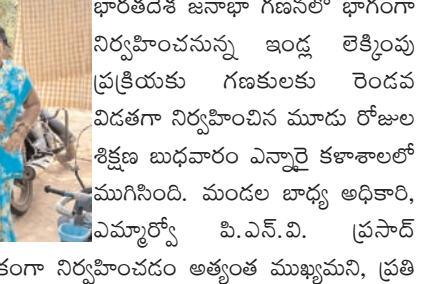 భారతదేశ జనాభా గణనలో భాగంగా
నిర్వహించనున్న ఇండ్ల లెక్కింపు
ప్రక్రియకు గణకులకు రెండవ
విడతగా నిర్వహించిన మూడు రోజుల
శిక్షణ బుధవారం ఎన్నారై కళాశాలలో
ముగిసింది. మండల బాధ్య అధికారి,
ఎమ్మార్వో పి.ఎన్.వి. ప్రసాద్
కంగా నిర్వహించడం అత్యంత ముఖ్యమని, ప్రతి